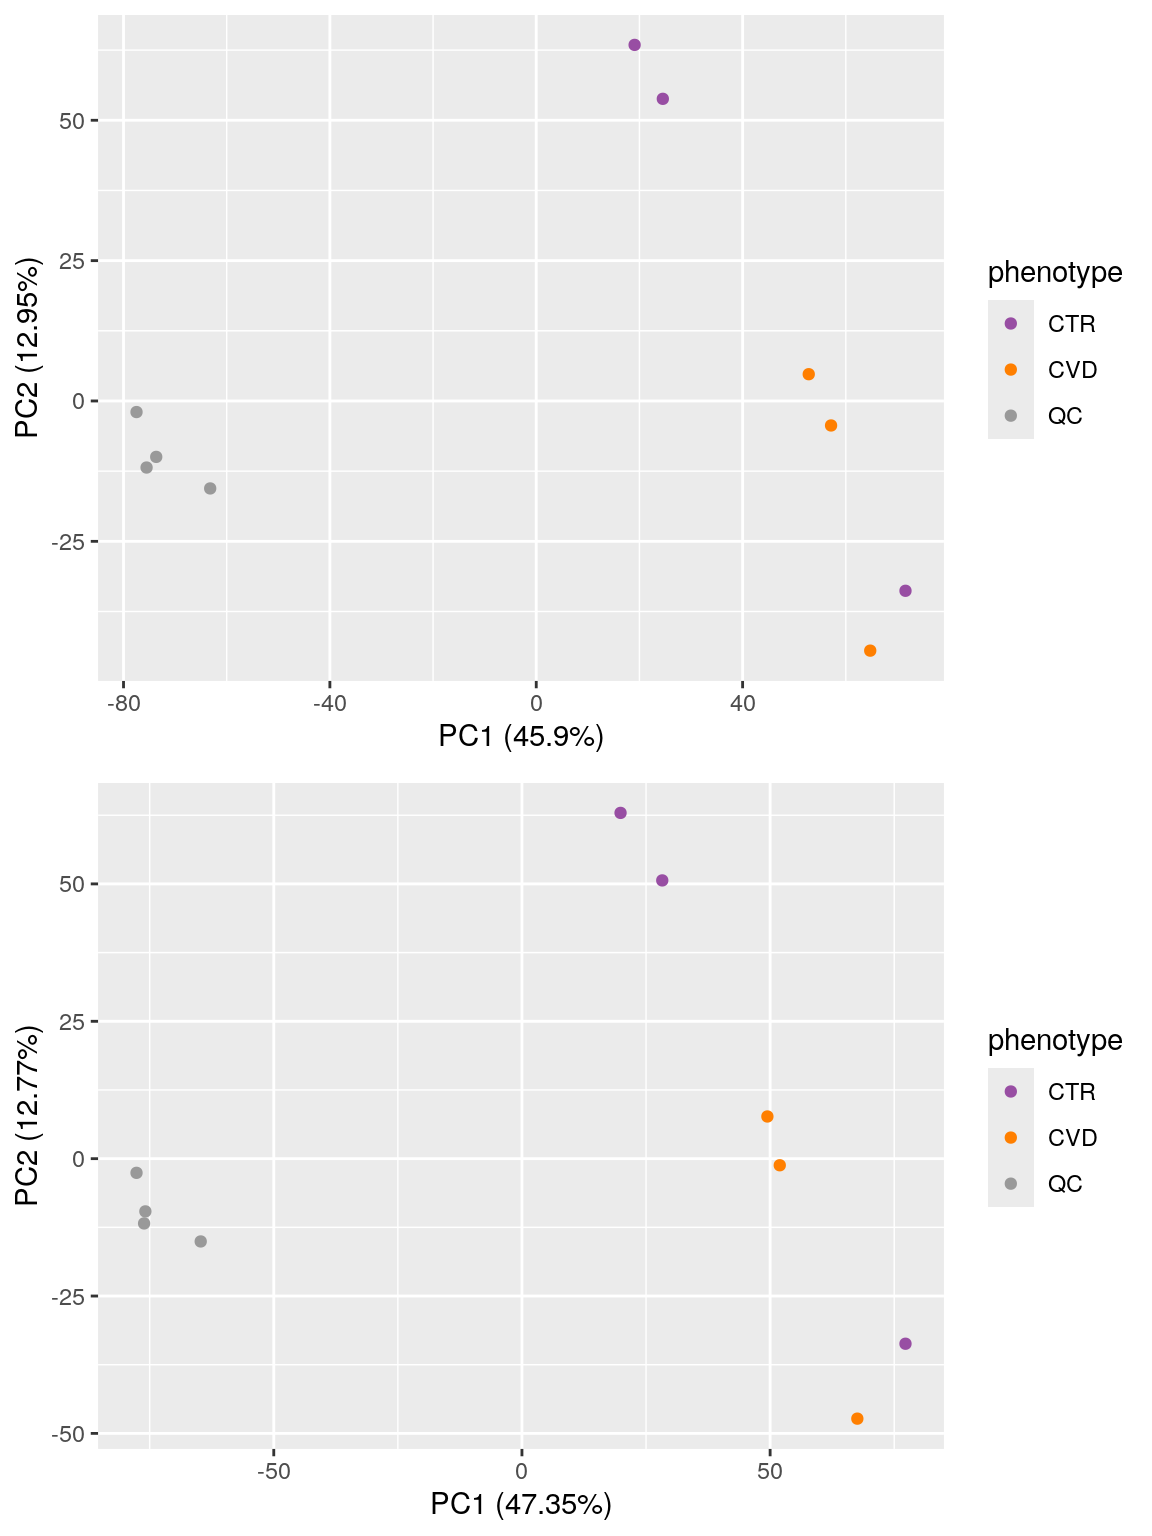 50
25
0
-25
PC2 (12.95%)
-80
-40
0
40
PC1 (45.9%)
phenotype
CTR
CVD
QC
50
25
0
-25
-50
PC2 (12.77%)
-50
0
50
PC1 (47.35%)
phenotype
CTR
CVD
QC